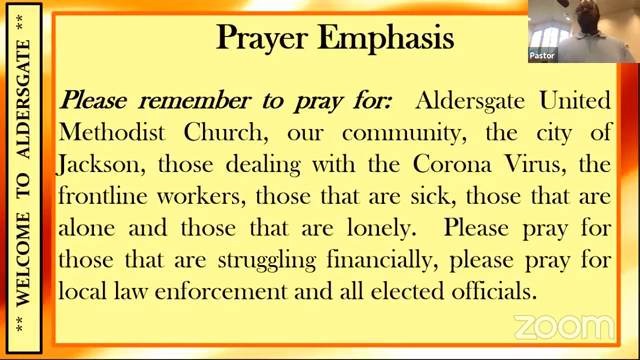 Prayer Emphasis
Please remember to pray for: Aldersgate United
Methodist Church, our community, the city of
Jackson, those dealing with the Corona Virus, the
frontline workers, those that are sick, those that are
alone and those that are lonely. Please pray for
those that are struggling financially, please pray for
local law enforcement and all elected officials.
** WELCOME TO ALDERSGATE **
Pastor
zoom